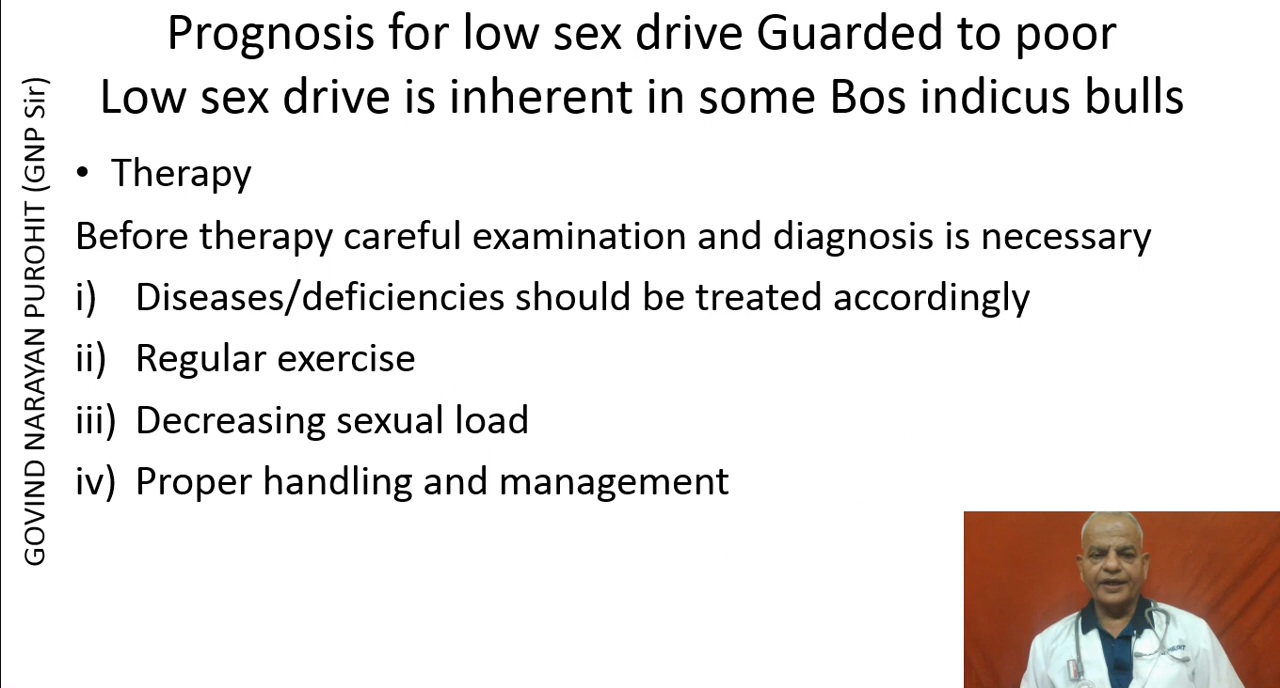 Prognosis for low sex drive Guarded to poor
Low sex drive is inherent in some Bos indicus bulls
GOVIND NARAYAN PUROHIT (GNP Sir)
• Therapy
Before therapy careful examination and diagnosis is necessary
i) Diseases/deficiencies should be treated accordingly
ii) Regular exercise
iii) Decreasing sexual load
iv) Proper handling and management